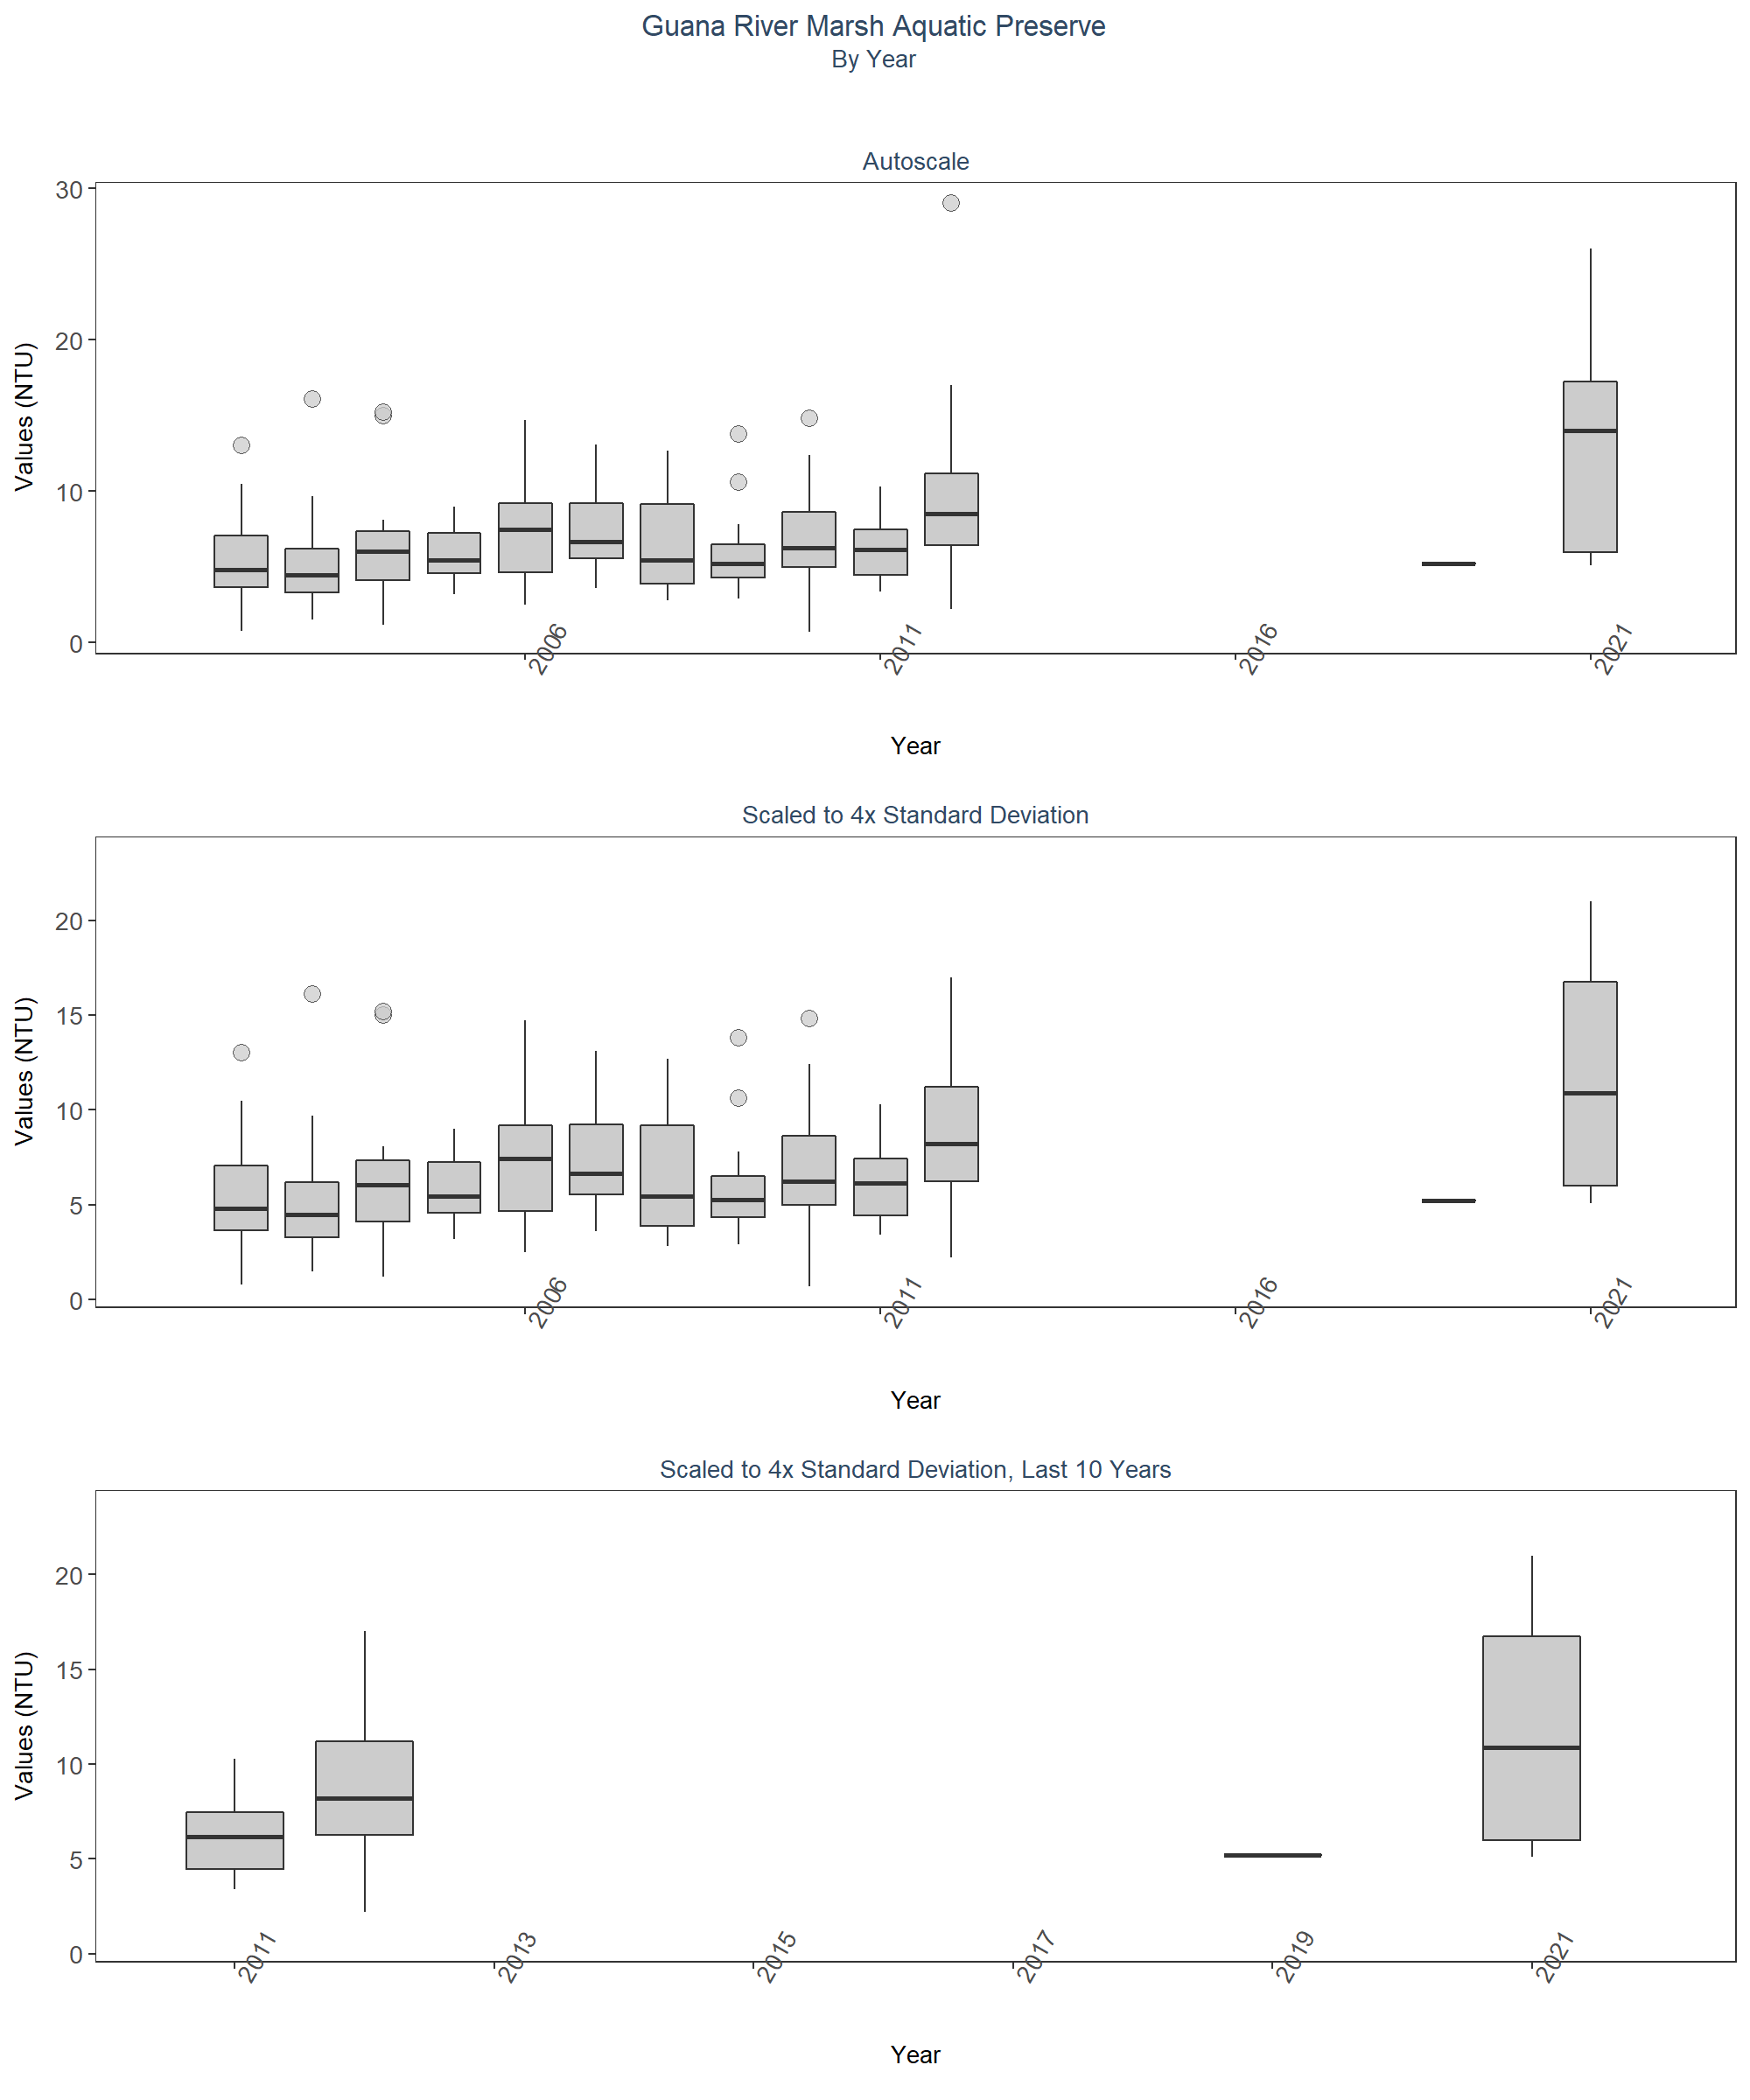 Guana River Marsh Aquatic Preserve
By Year
Autoscale
Values (NTU)
30
20
10
0
2006 2011 2016 2021
Year
Scaled to 4x Standard Deviation
Values (NTU)
20
15
10
5
0
2006 2011 2016 2021
Year
Scaled to 4x Standard Deviation, Last 10 Years
Values (NTU)
20
15
10
5
0
2011 2013 2015 2017 2019 2021
Year